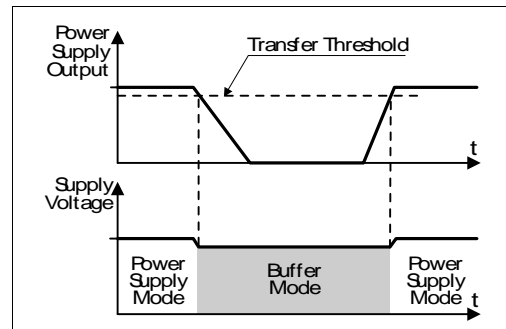 Power
Supply
Output
Transfer Threshold
t
Supply
Voltage
Power
Supply
Mode
Buffer
Mode
Power
Supply
Mode
t